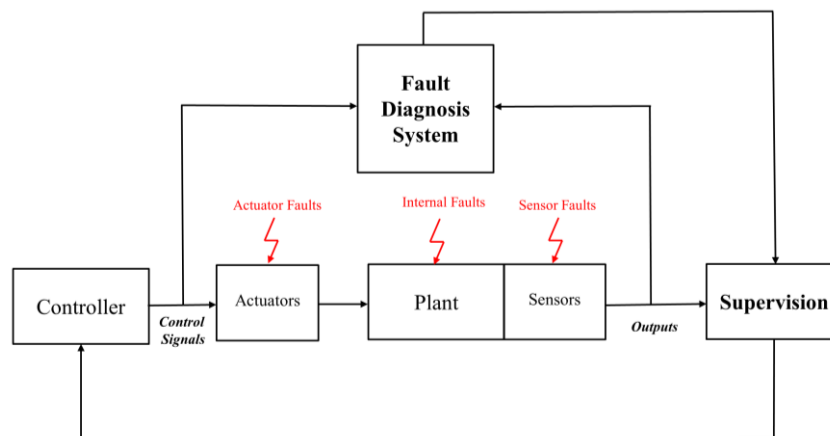 Fault
Diagnosis
System
Actuator Faults
Internal Faults
Sensor Faults
Controller
Control
Signals
Actuators
Plant
Sensors
Outputs
Supervision